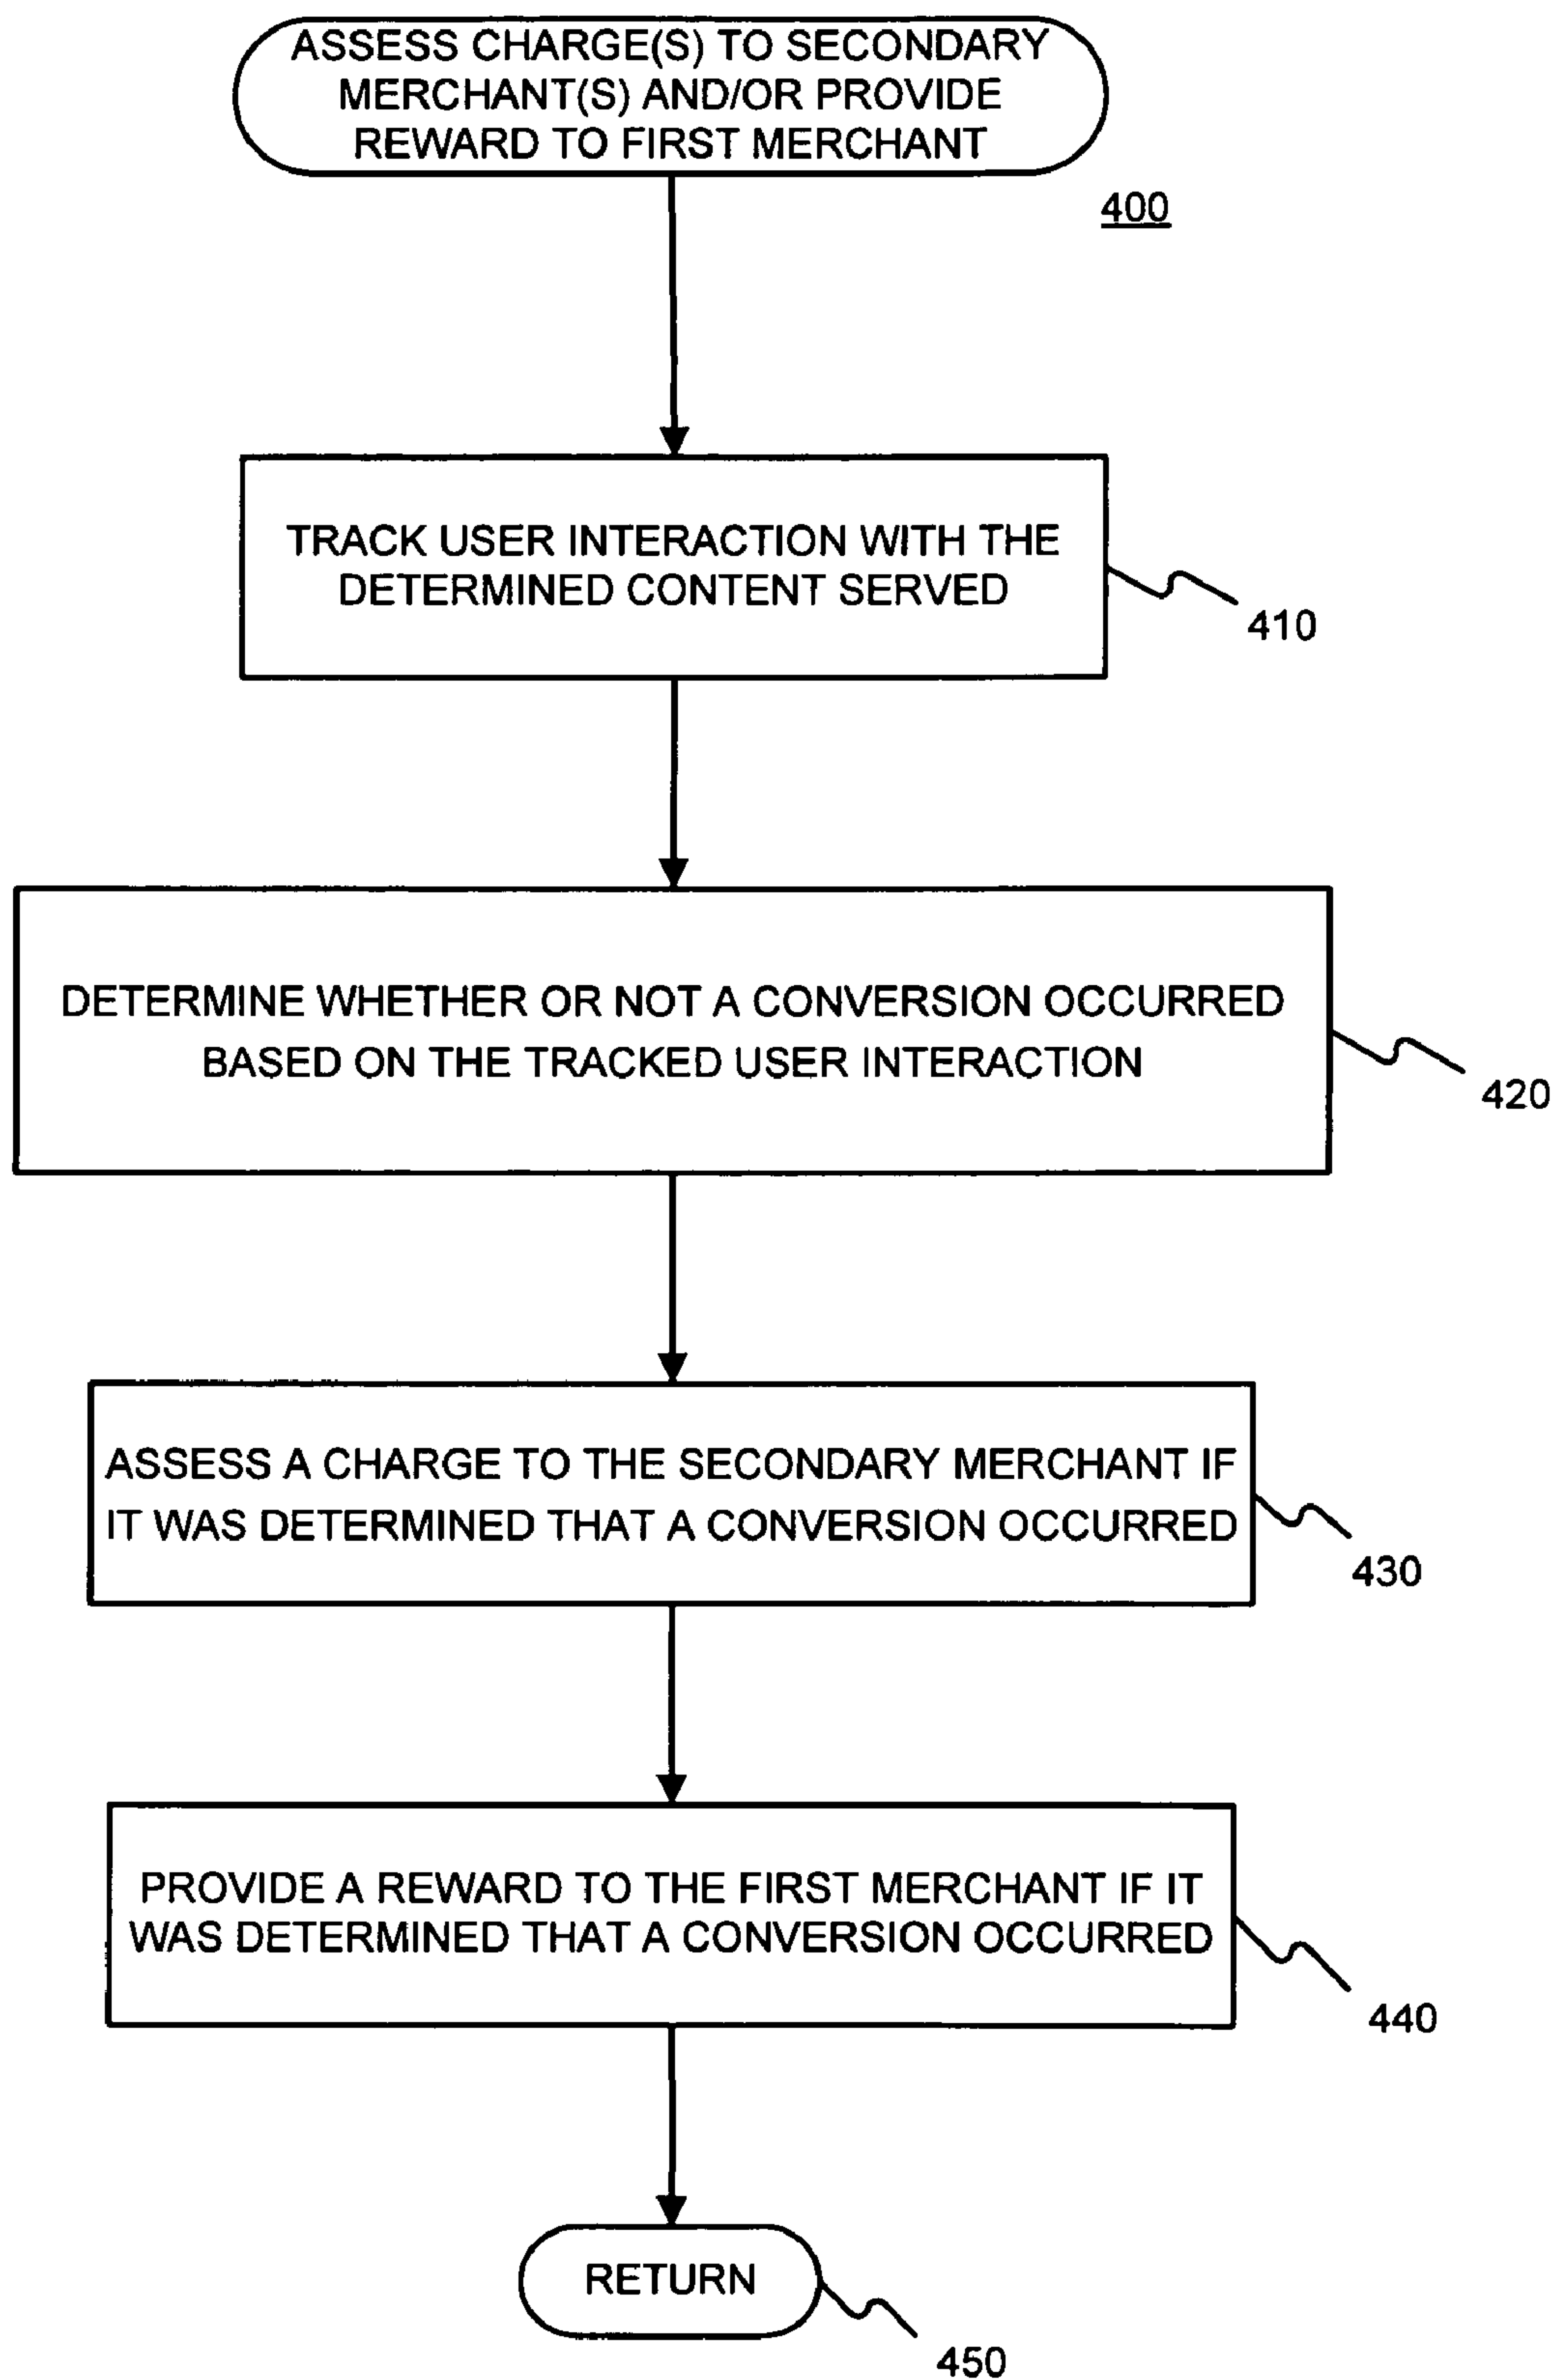 ASSESS CHARGE(S) TO SECONDARY
MERCHANT(S) AND/OR PROVIDE
REWARD TO FIRST MERCHANT
400
TRACK USER INTERACTION WITH THE
DETERMINED CONTENT SERVED
410
DETERMINE WHETHER OR NOT A CONVERSION OCCURRED
BASED ON THE TRACKED USER INTERACTION
420
ASSESS A CHARGE TO THE SECONDARY MERCHANT IF
IT WAS DETERMINED THAT A CONVERSION OCCURRED
430
PROVIDE A REWARD TO THE FIRST MERCHANT IF IT
WAS DETERMINED THAT A CONVERSION OCCURRED
440
RETURN
450